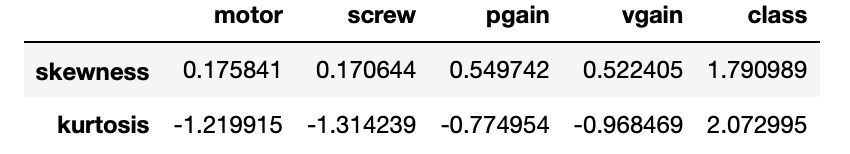 motor screw pgain vgain class
skewness 0.175841 0.170644 0.549742 0.522405 1.790989
kurtosis -1.219915 -1.314239 -0.774954 -0.968469 2.072995